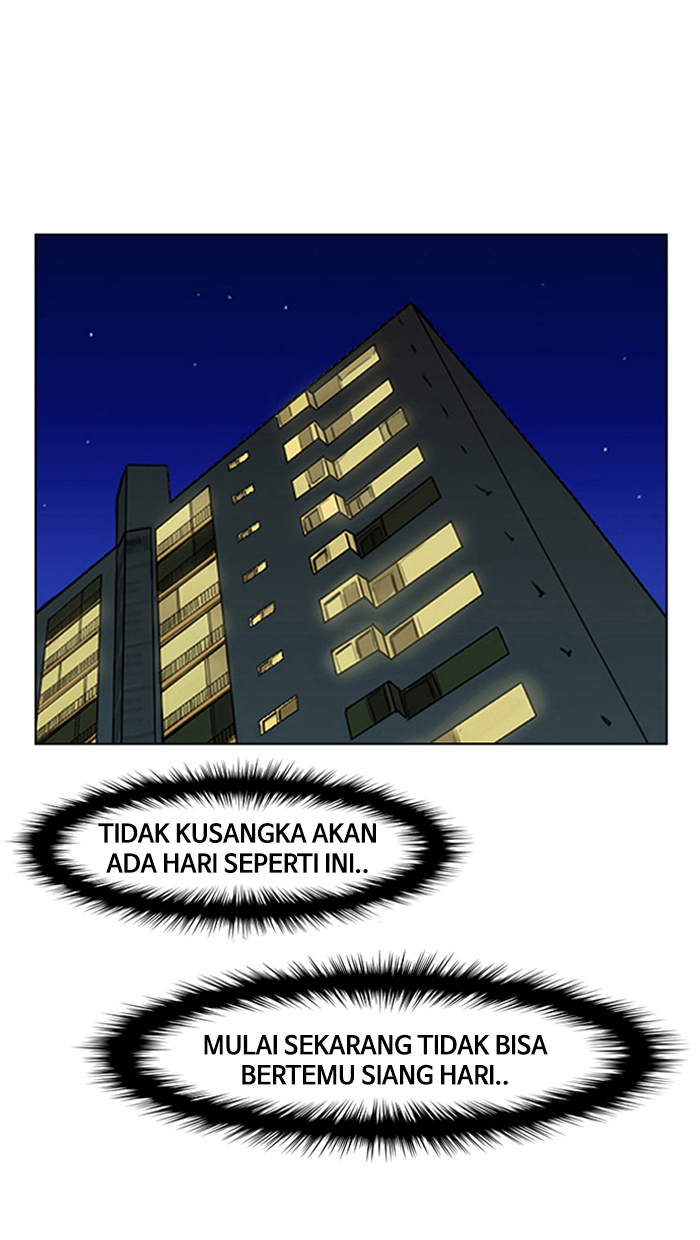 TIDAK KUSANGKA AKAN
ADA HARI SEPERTI INI..
MULAI SEKARANG TIDAK BISA
BERTEMU SIANG HARI..